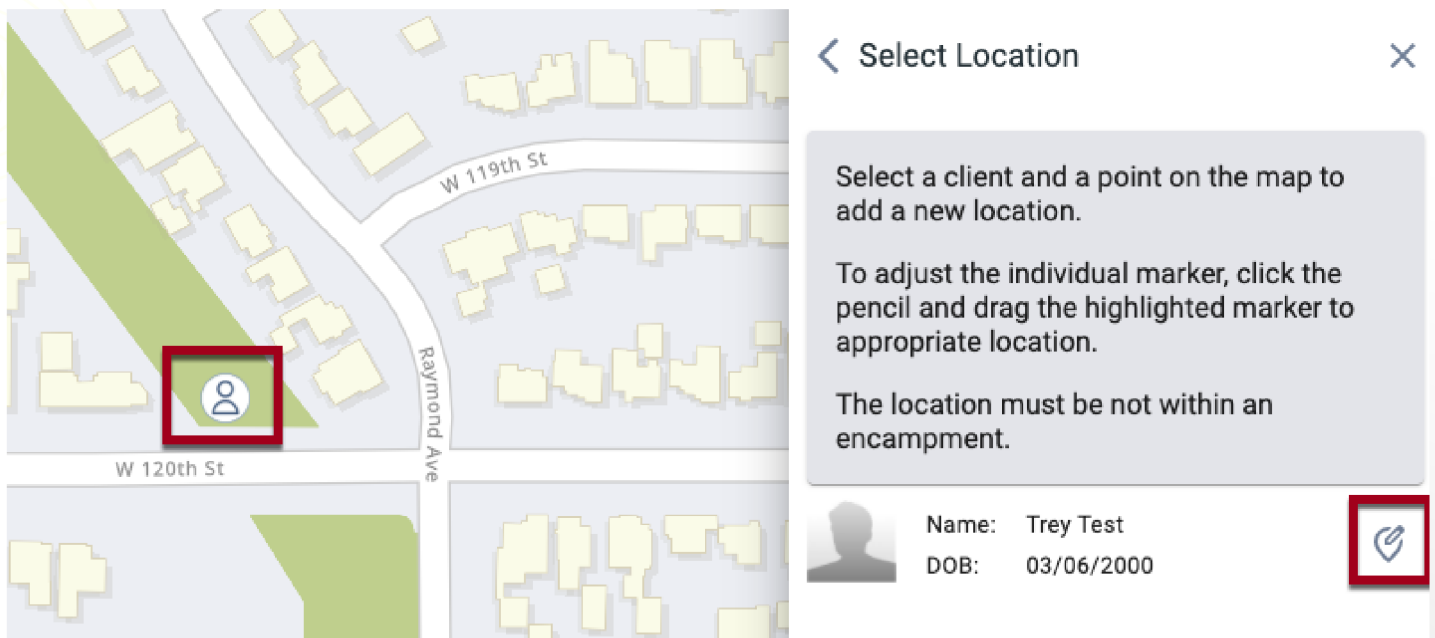 W 119th St
Raymond Ave
W 120th St
Select Location
Select a client and a point on the map to
add a new location.
To adjust the individual marker, click the
pencil and drag the highlighted marker to
appropriate location.
The location must be not within an
encampment.
Name: Trey Test
DOB: 03/06/2000